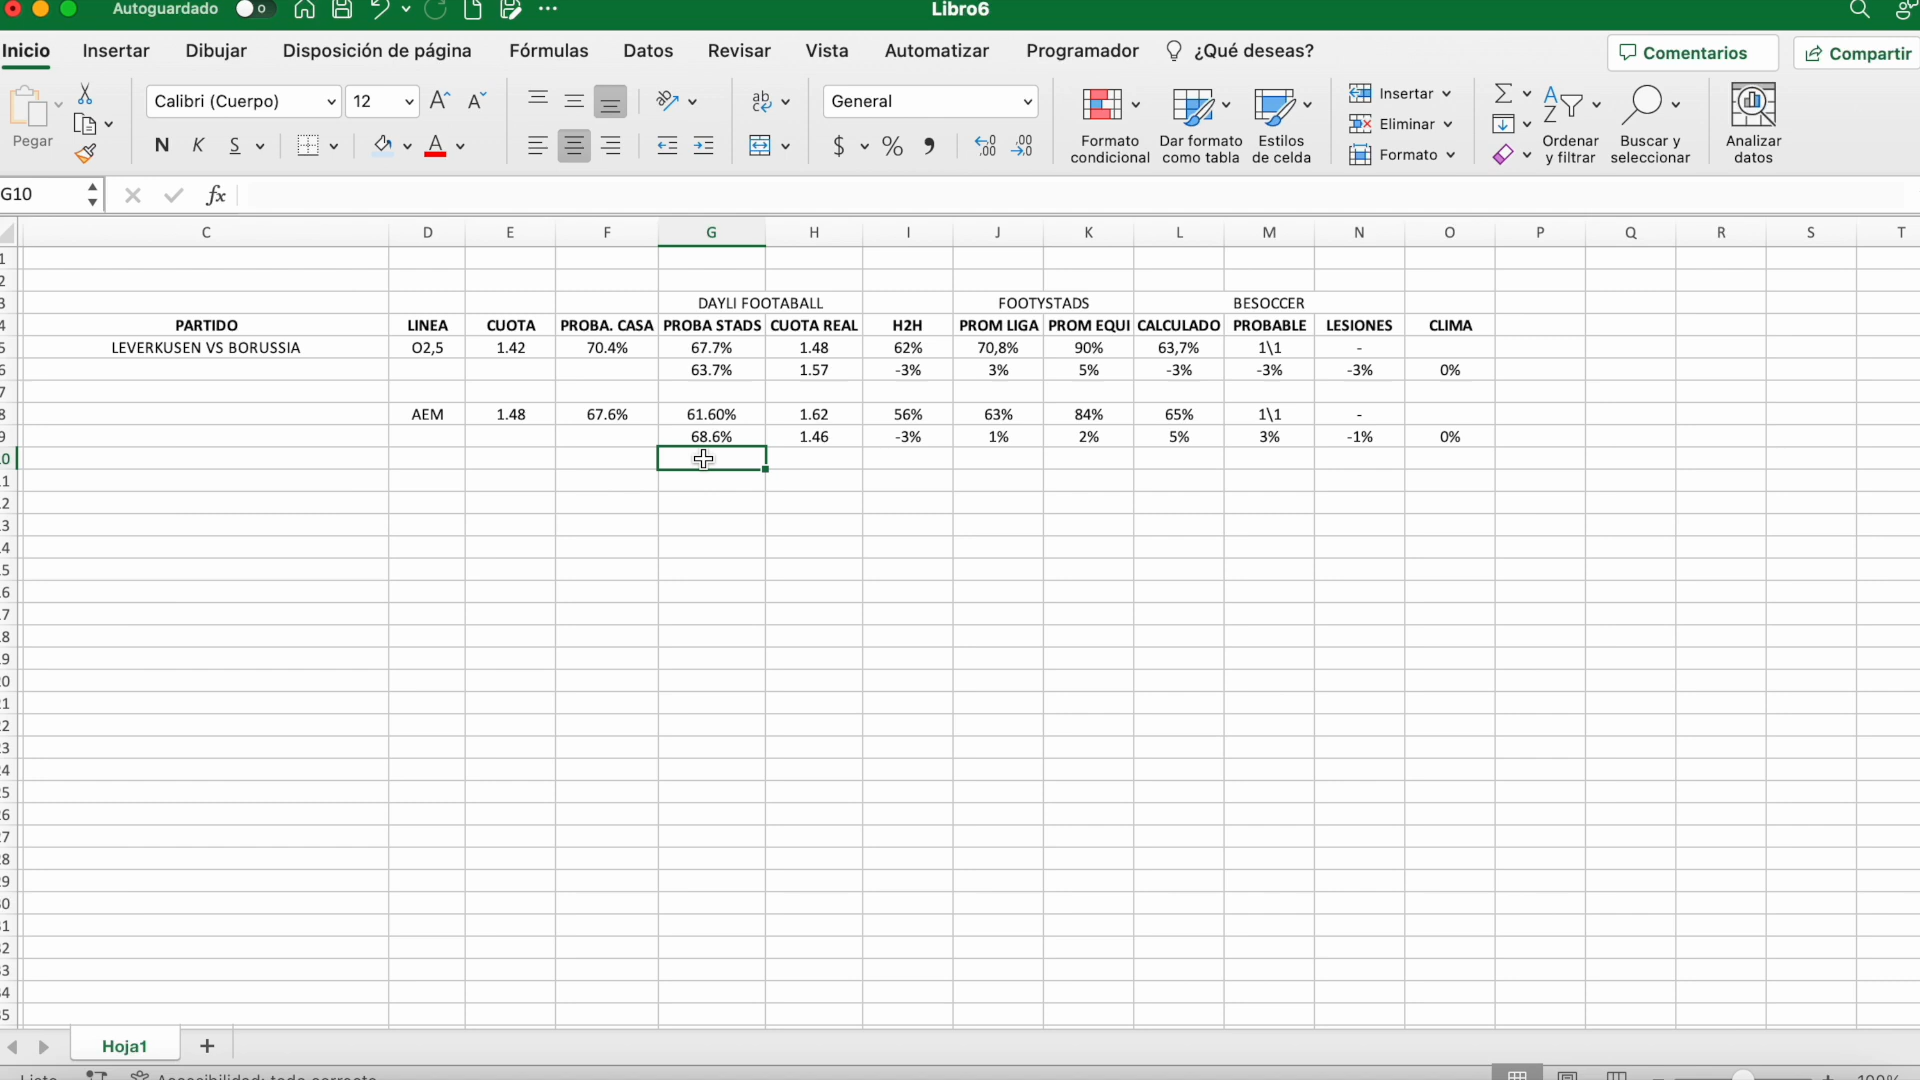 Autoguardado
Libro6
Inicio Insertar Dibujar Disposición de página Fórmulas Datos Revisar Vista Automatizar Programador ¿Qué deseas? Comentarios Compartir
Pegar
Calibri (Cuerpo) 12
N K S
ab
General
$ % 000
Formato condicional
Dar formato como tabla
Estilos de celda
Insertar
Eliminar
Formato
Ordenar y filtrar
Buscar y seleccionar
Analizar datos
G10 fx
C D E F G H I J K L M N O P Q R S T
DAYLI FOOTABALL FOOTYSTADS BESOCCER
PARTIDO LINEA CUOTA PROBA. CASA PROBA STADS CUOTA REAL H2H PROM LIGA PROM EQUI CALCULADO PROBABLE LESIONES CLIMA
LEVERKUSEN VS BORUSSIA O2,5 1.42 70.4% 67.7% 1.48 62% 70,8% 90% 63,7% 1\1 -
63.7% 1.57 -3% 3% 5% -3% -3% -3% 0%
AEM 1.48 67.6% 61.60% 1.62 56% 63% 84% 65% 1\1 -
68.6% 1.46 -3% 1% 2% 5% 3% -1% 0%
Hoja1